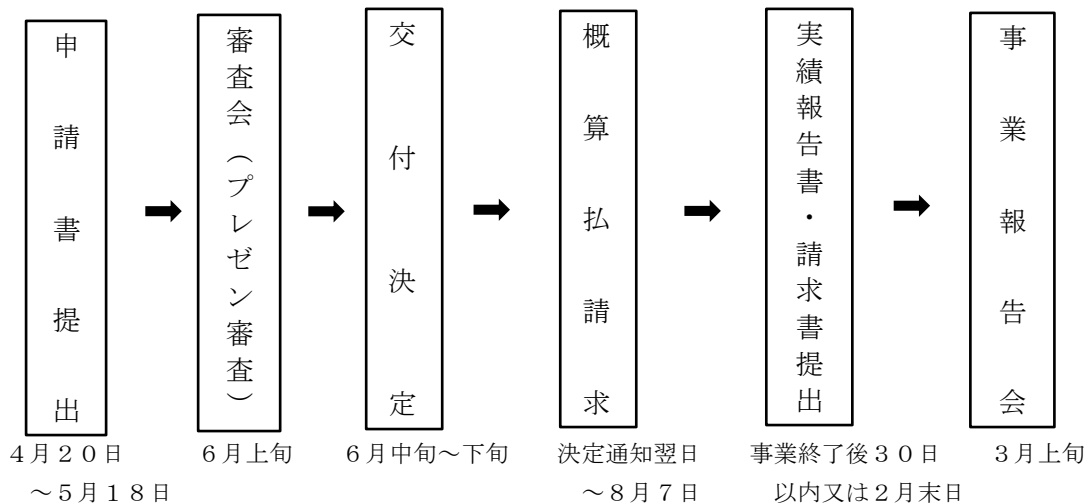 申請書提出
➡
審査会（プレゼン審査）
➡
交付決定
➡
概算払請求
➡
実績報告書・請求書提出
➡
事業報告会
４月２０日
～５月１８日
６月上旬
６月中旬～下旬
決定通知翌日
～８月７日
事業終了後３０日
以内又は２月末日
３月上旬